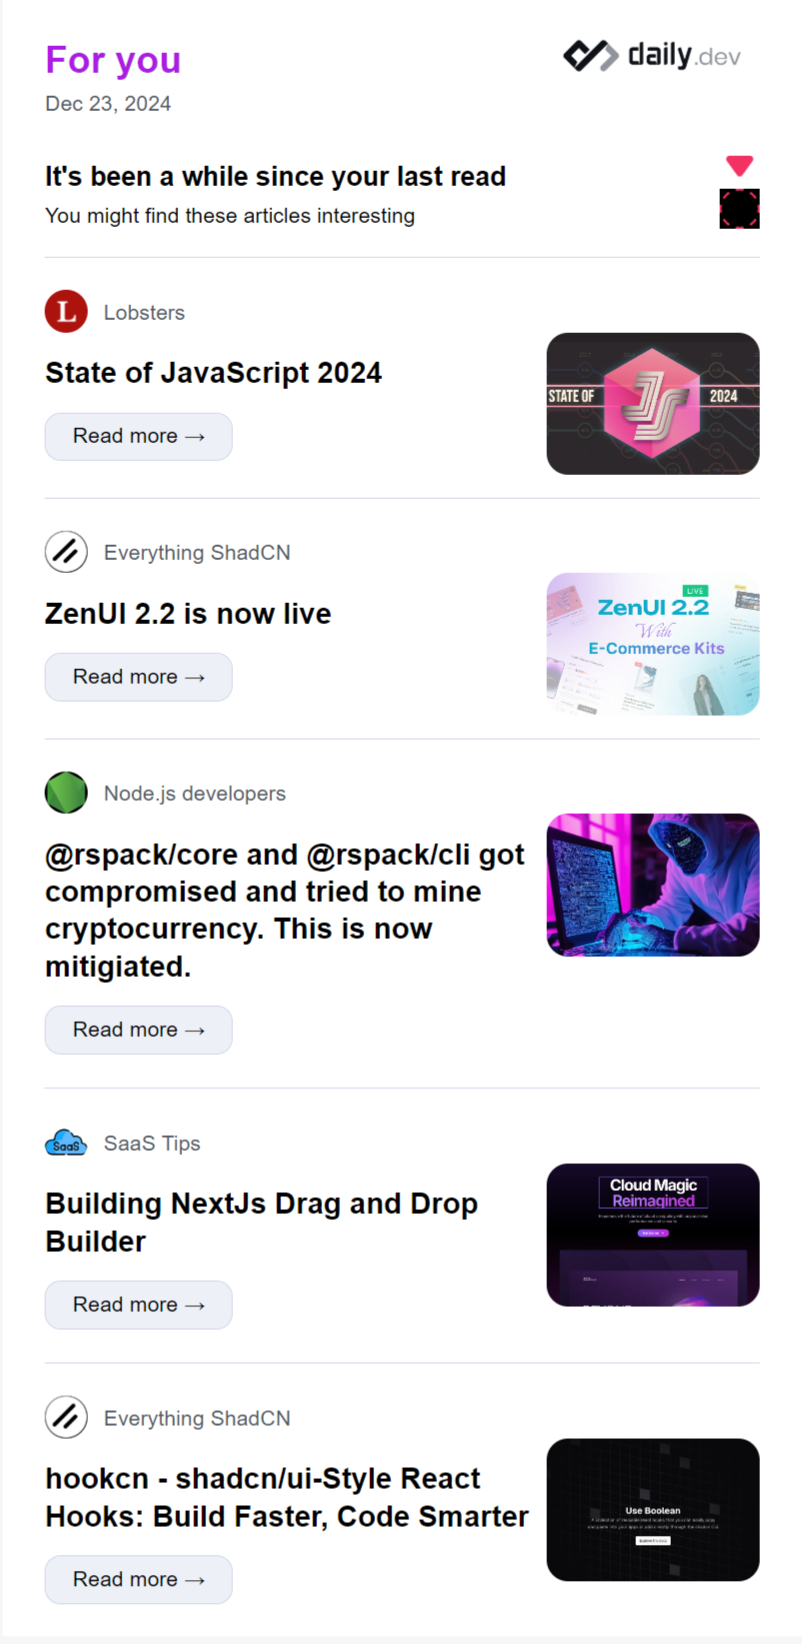 For you
daily.dev
Dec 23, 2024
It's been a while since your last read
You might find these articles interesting
L
Lobsters
State of JavaScript 2024
Read more →
STATE OF
JS
2024
Everything ShadCN
ZenUI 2.2 is now live
Read more →
LIVE
ZenUI 2.2
With
E-Commerce Kits
Node.js developers
@rspack/core and @rspack/cli got
compromised and tried to mine
cryptocurrency. This is now
mitigiated.
Read more →
SaaS
SaaS Tips
Building NextJs Drag and Drop
Builder
Read more →
Cloud Magic
Reimagined
Everything ShadCN
hookcn - shadcn/ui-Style React
Hooks: Build Faster, Code Smarter
Read more →
Use Boolean